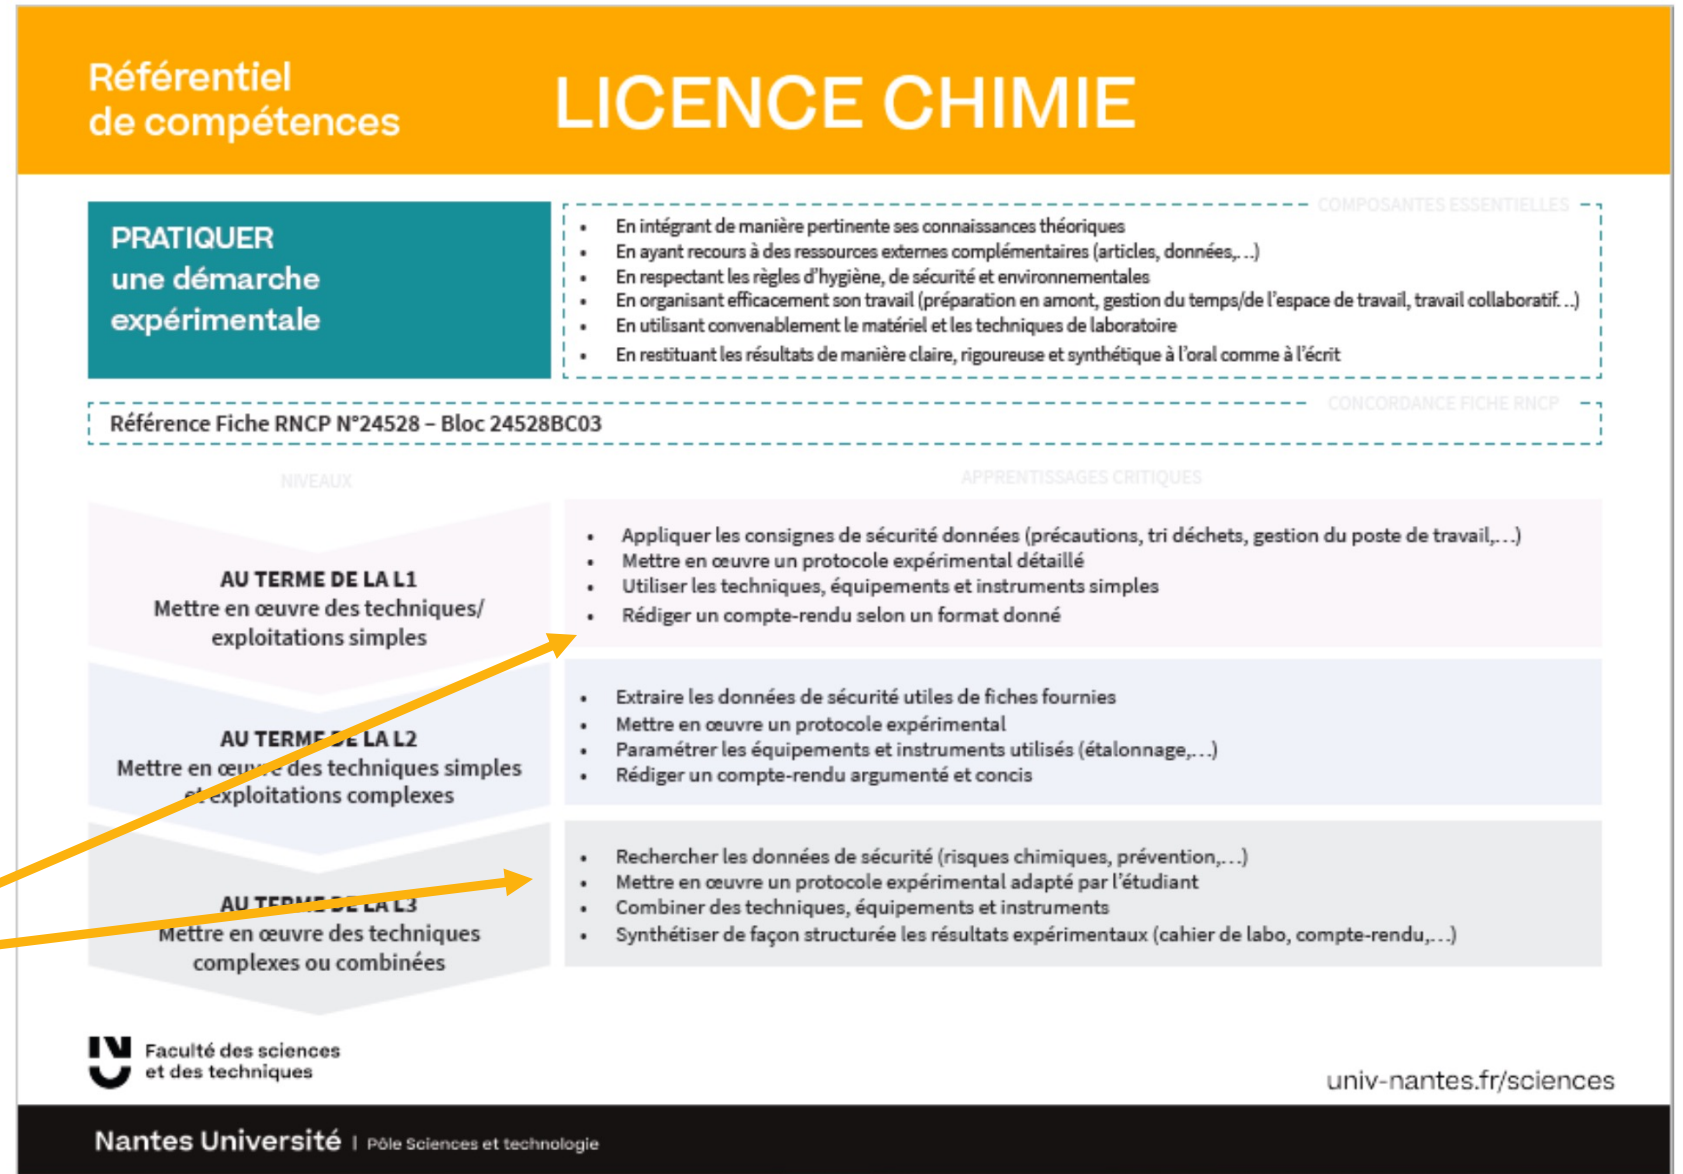 Référentiel
de compétences
LICENCE CHIMIE
PRATIQUER
une démarche
expérimentale
COMPOSANTES ESSENTIELLES
• En intégrant de manière pertinente ses connaissances théoriques
• En ayant recours à des ressources externes complémentaires (articles, données,…)
• En respectant les règles d’hygiène, de sécurité et environnementales
• En organisant efficacement son travail (préparation en amont, gestion du temps/de l’espace de travail, travail collaboratif…)
• En utilisant convenablement le matériel et les techniques de laboratoire
• En restituant les résultats de manière claire, rigoureuse et synthétique à l’oral comme à l’écrit
CONCORDANCE FICHE RNCP
Référence Fiche RNCP N°24528 – Bloc 24528BC03
NIVEAUX
APPRENTISSAGES CRITIQUES
AU TERME DE LA L1
Mettre en œuvre des techniques/
exploitations simples
• Appliquer les consignes de sécurité données (précautions, tri déchets, gestion du poste de travail,…)
• Mettre en œuvre un protocole expérimental détaillé
• Utiliser les techniques, équipements et instruments simples
• Rédiger un compte-rendu selon un format donné
AU TERME DE LA L2
Mettre en œuvre des techniques simples
et exploitations complexes
• Extraire les données de sécurité utiles de fiches fournies
• Mettre en œuvre un protocole expérimental
• Paramétrer les équipements et instruments utilisés (étalonnage,…)
• Rédiger un compte-rendu argumenté et concis
AU TERME DE LA L3
Mettre en œuvre des techniques
complexes ou combinées
• Rechercher les données de sécurité (risques chimiques, prévention,…)
• Mettre en œuvre un protocole expérimental adapté par l’étudiant
• Combiner des techniques, équipements et instruments
• Synthétiser de façon structurée les résultats expérimentaux (cahier de labo, compte-rendu,…)
Faculté des sciences
et des techniques
univ-nantes.fr/sciences
Nantes Université | Pôle Sciences et technologie